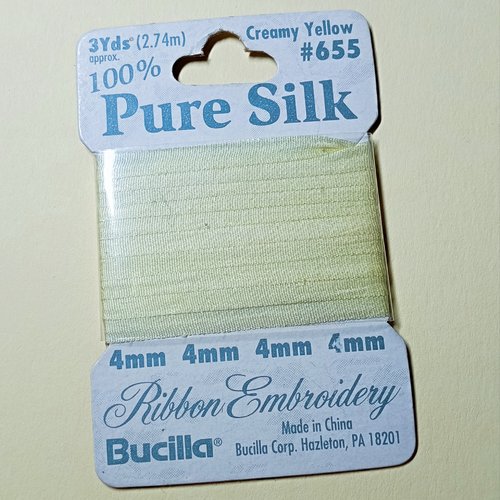 3Yds® (2.74m)
approx.
Creamy Yellow
#655
100%
Pure Silk
4mm 4mm 4mm 4mm
Ribbon Embroidery
Bucilla®
Made in China
Bucilla Corp. Hazleton, PA 18201